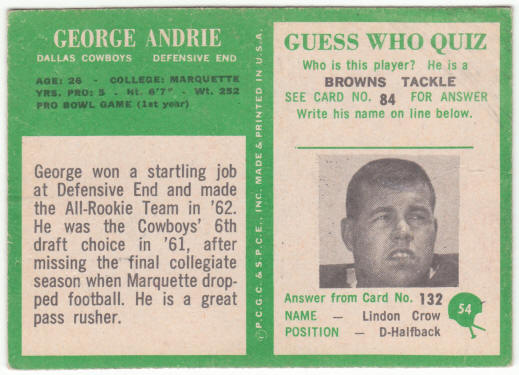 GEORGE ANDRIE
DALLAS COWBOYS DEFENSIVE END
AGE: 26 - COLLEGE: MARQUETTE
YRS. PRO: 5 - Ht. 6'7" - Wt. 252
PRO BOWL GAME (1st year)
George won a startling job
at Defensive End and made
the All-Rookie Team in '62.
He was the Cowboys' 6th
draft choice in '61, after
missing the final collegiate
season when Marquette drop-
ped football. He is a great
pass rusher.
©P.C.G.C. & S.P.C.E., INC. MADE & PRINTED IN U.S.A.
GUESS WHO QUIZ
Who is this player? He is a
BROWNS TACKLE
SEE CARD NO. 84 FOR ANSWER
Write his name on line below.
Answer from Card No. 132
NAME — Lindon Crow
POSITION — D-Halfback
54